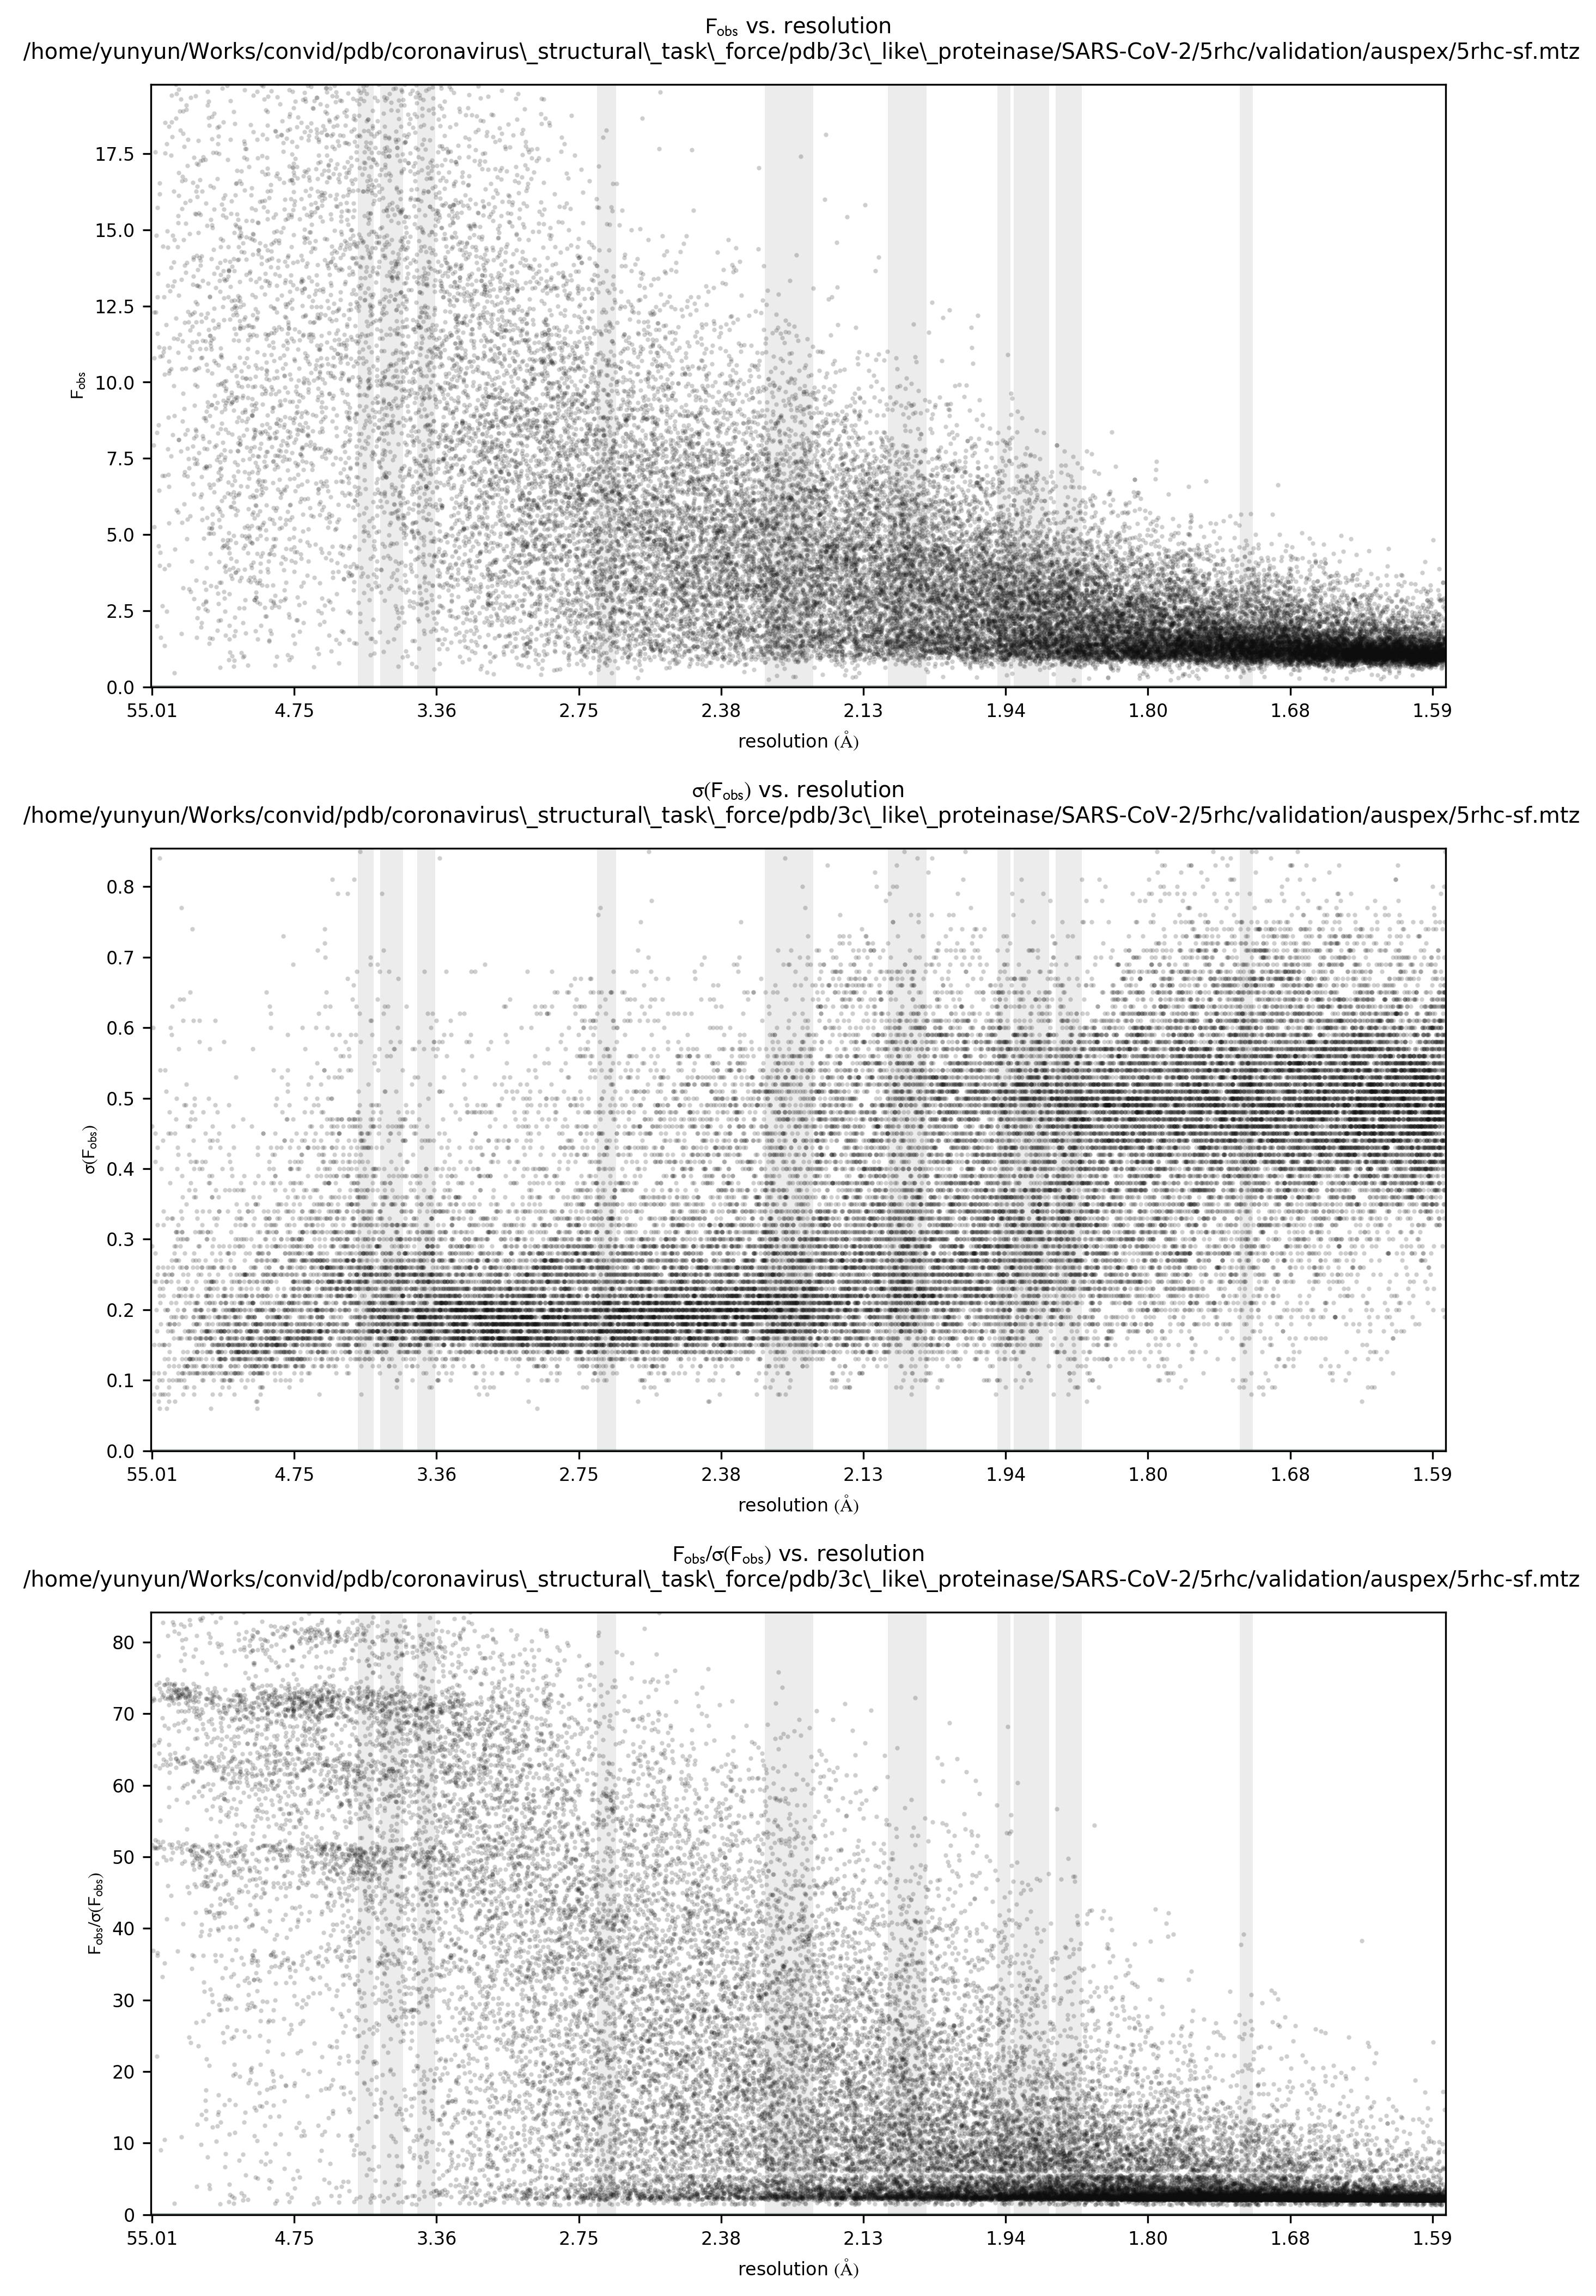 F_obs vs. resolution
/home/yunyun/Works/convid/pdb/coronavirus\_structural\_task\_force/pdb/3c\_like\_proteinase/SARS-CoV-2/5rhc/validation/auspex/5rhc-sf.mtz
17.5
15.0
12.5
10.0
7.5
5.0
2.5
0.0
F_obs
55.01 4.75 3.36 2.75 2.38 2.13 1.94 1.80 1.68 1.59
resolution (Å)
σ(F_obs) vs. resolution
/home/yunyun/Works/convid/pdb/coronavirus\_structural\_task\_force/pdb/3c\_like\_proteinase/SARS-CoV-2/5rhc/validation/auspex/5rhc-sf.mtz
0.8
0.7
0.6
0.5
0.4
0.3
0.2
0.1
0.0
σ(F_obs)
55.01 4.75 3.36 2.75 2.38 2.13 1.94 1.80 1.68 1.59
resolution (Å)
F_obs/σ(F_obs) vs. resolution
/home/yunyun/Works/convid/pdb/coronavirus\_structural\_task\_force/pdb/3c\_like\_proteinase/SARS-CoV-2/5rhc/validation/auspex/5rhc-sf.mtz
80
70
60
50
40
30
20
10
0
F_obs/σ(F_obs)
55.01 4.75 3.36 2.75 2.38 2.13 1.94 1.80 1.68 1.59
resolution (Å)